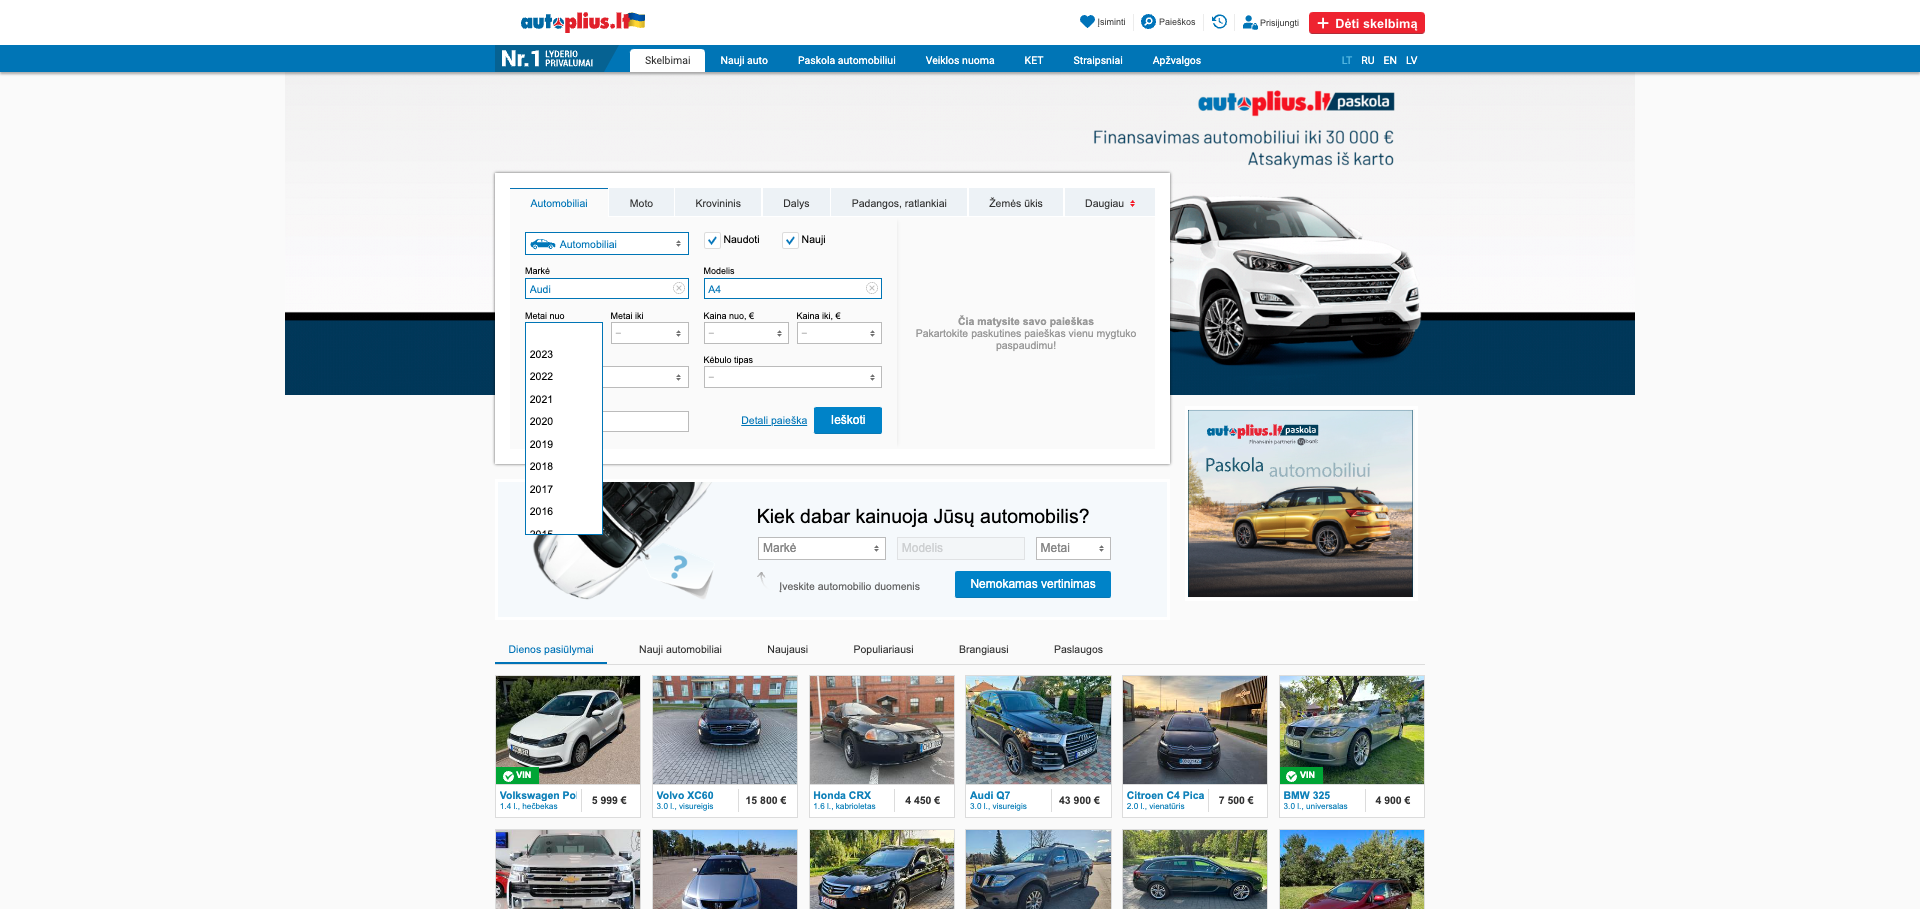 autoplius.lt
Įsiminti
Paieškos
Prisijungti
+ Dėti skelbimą
Nr.1 LYDERIO PRIVALUMAI
Skelbimai
Nauji auto
Paskola automobiliui
Veiklos nuoma
KET
Straipsniai
Apžvalgos
LT RU EN LV
autoplius.lt paskola
Finansavimas automobiliui iki 30 000 €
Atsakymas iš karto
Automobiliai
Moto
Krovininis
Dalys
Padangos, ratlankiai
Žemės ūkis
Daugiau
Automobiliai
Naudoti
Nauji
Markė
Modelis
Audi
A4
Metai nuo
Metai iki
Kaina nuo, €
Kaina iki, €
–
–
–
Čia matysite savo paieškas
Pakartokite paskutines paieškas vienu mygtuko
paspaudimu!
2023
2022
2021
2020
2019
2018
2017
2016
2015
Kėbulo tipas
–
Detali paieška
Ieškoti
autoplius.lt paskola
Finansinis partneris
bank
Paskola automobiliui
Kiek dabar kainuoja Jūsų automobilis?
Markė
Modelis
Metai
?
Įveskite automobilio duomenis
Nemokamas vertinimas
Dienos pasiūlymai
Nauji automobiliai
Naujausi
Populiariausi
Brangiausi
Paslaugos
VIN
VIN
Volkswagen Po
1.4 l., hečbekas
5 999 €
Volvo XC60
3.0 l., visureigis
15 800 €
Honda CRX
1.6 l., kabrioletas
4 450 €
Audi Q7
3.0 l., visureigis
43 900 €
Citroen C4 Pica
2.0 l., vienatūris
7 500 €
BMW 325
3.0 l., universalas
4 900 €